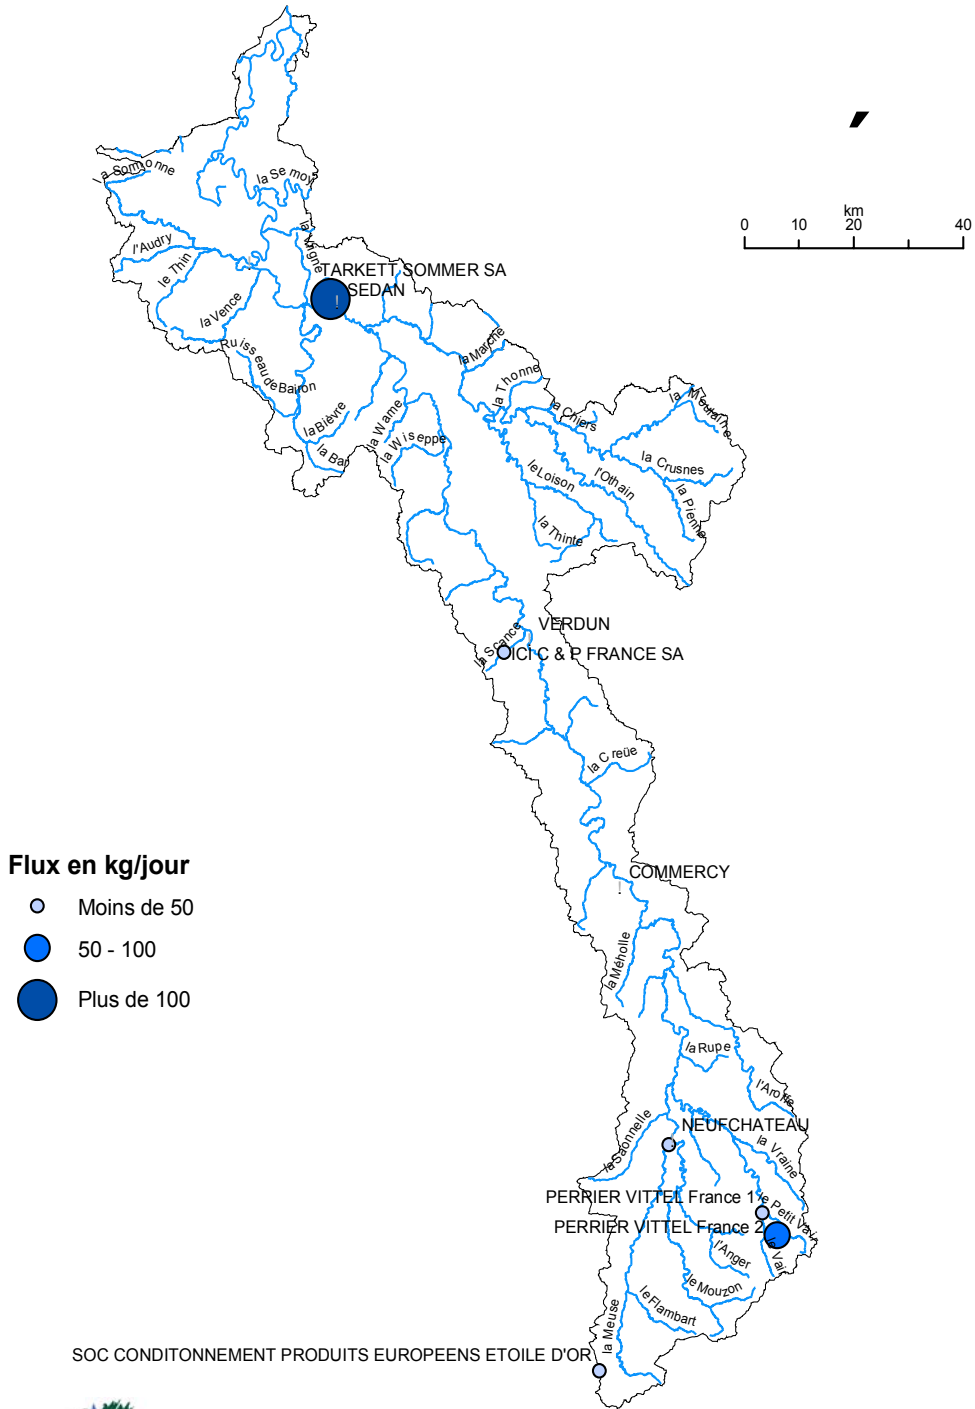 km
0 10 20 40
la Sormonne
la Semoy
la Vrigne
l'Audry
le Thin
TARKETT SOMMER SA
SEDAN
la Vence
Ruisseau de Bairon
la Marche
la Thonne
la Chiers
la Moulaine
la Bièvre
la Wame
la Wiseppe
la Bar
la Crusnes
le Loison
l'Othain
la Pienne
la Thinte
VERDUN
la Scance
ICI C & P FRANCE SA
la Creüe
Flux en kg/jour
Moins de 50
50 - 100
Plus de 100
COMMERCY
la Méholle
la Rupe
l'Aroffe
NEUFCHATEAU
la Saonnelle
la Vraine
PERRIER VITTEL France 1
le Petit Vair
PERRIER VITTEL France 2
le Vair
l'Anger
le Mouzon
le Flambart
la Meuse
SOC CONDITONNEMENT PRODUITS EUROPEENS ETOILE D'OR